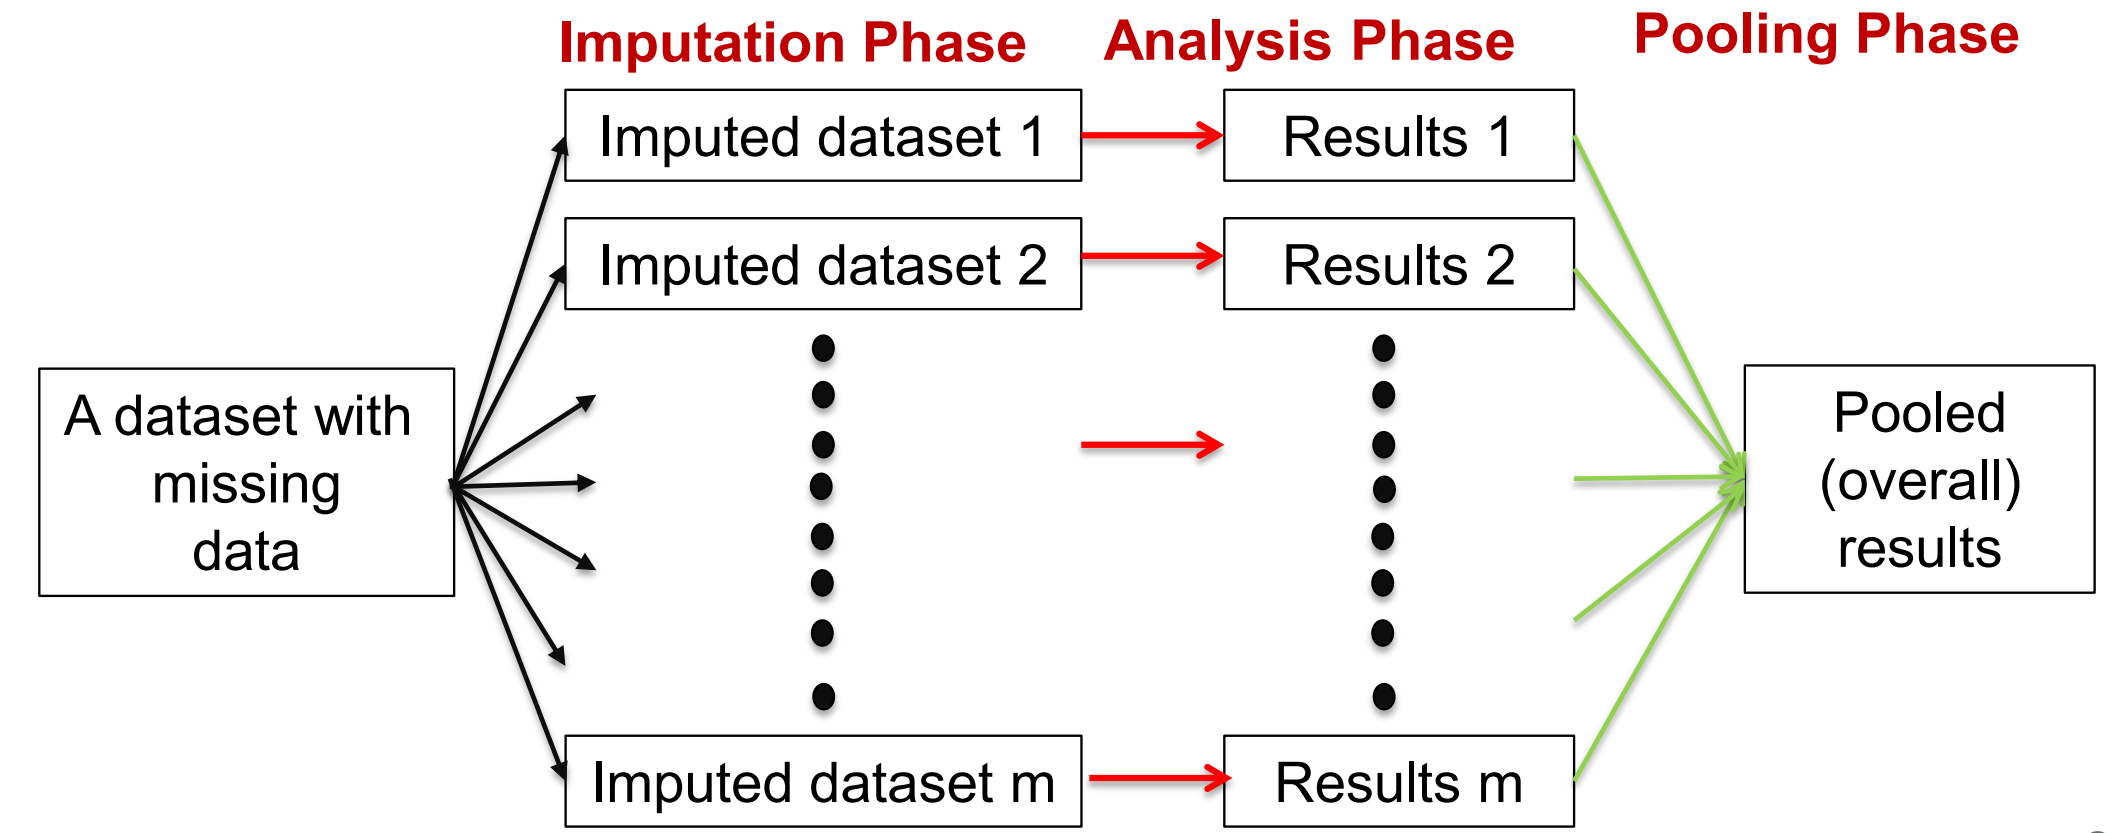 Imputation Phase
Analysis Phase
Pooling Phase
Imputed dataset 1
Results 1
Imputed dataset 2
Results 2
A dataset with
missing
data
Pooled
(overall)
results
Imputed dataset m
Results m